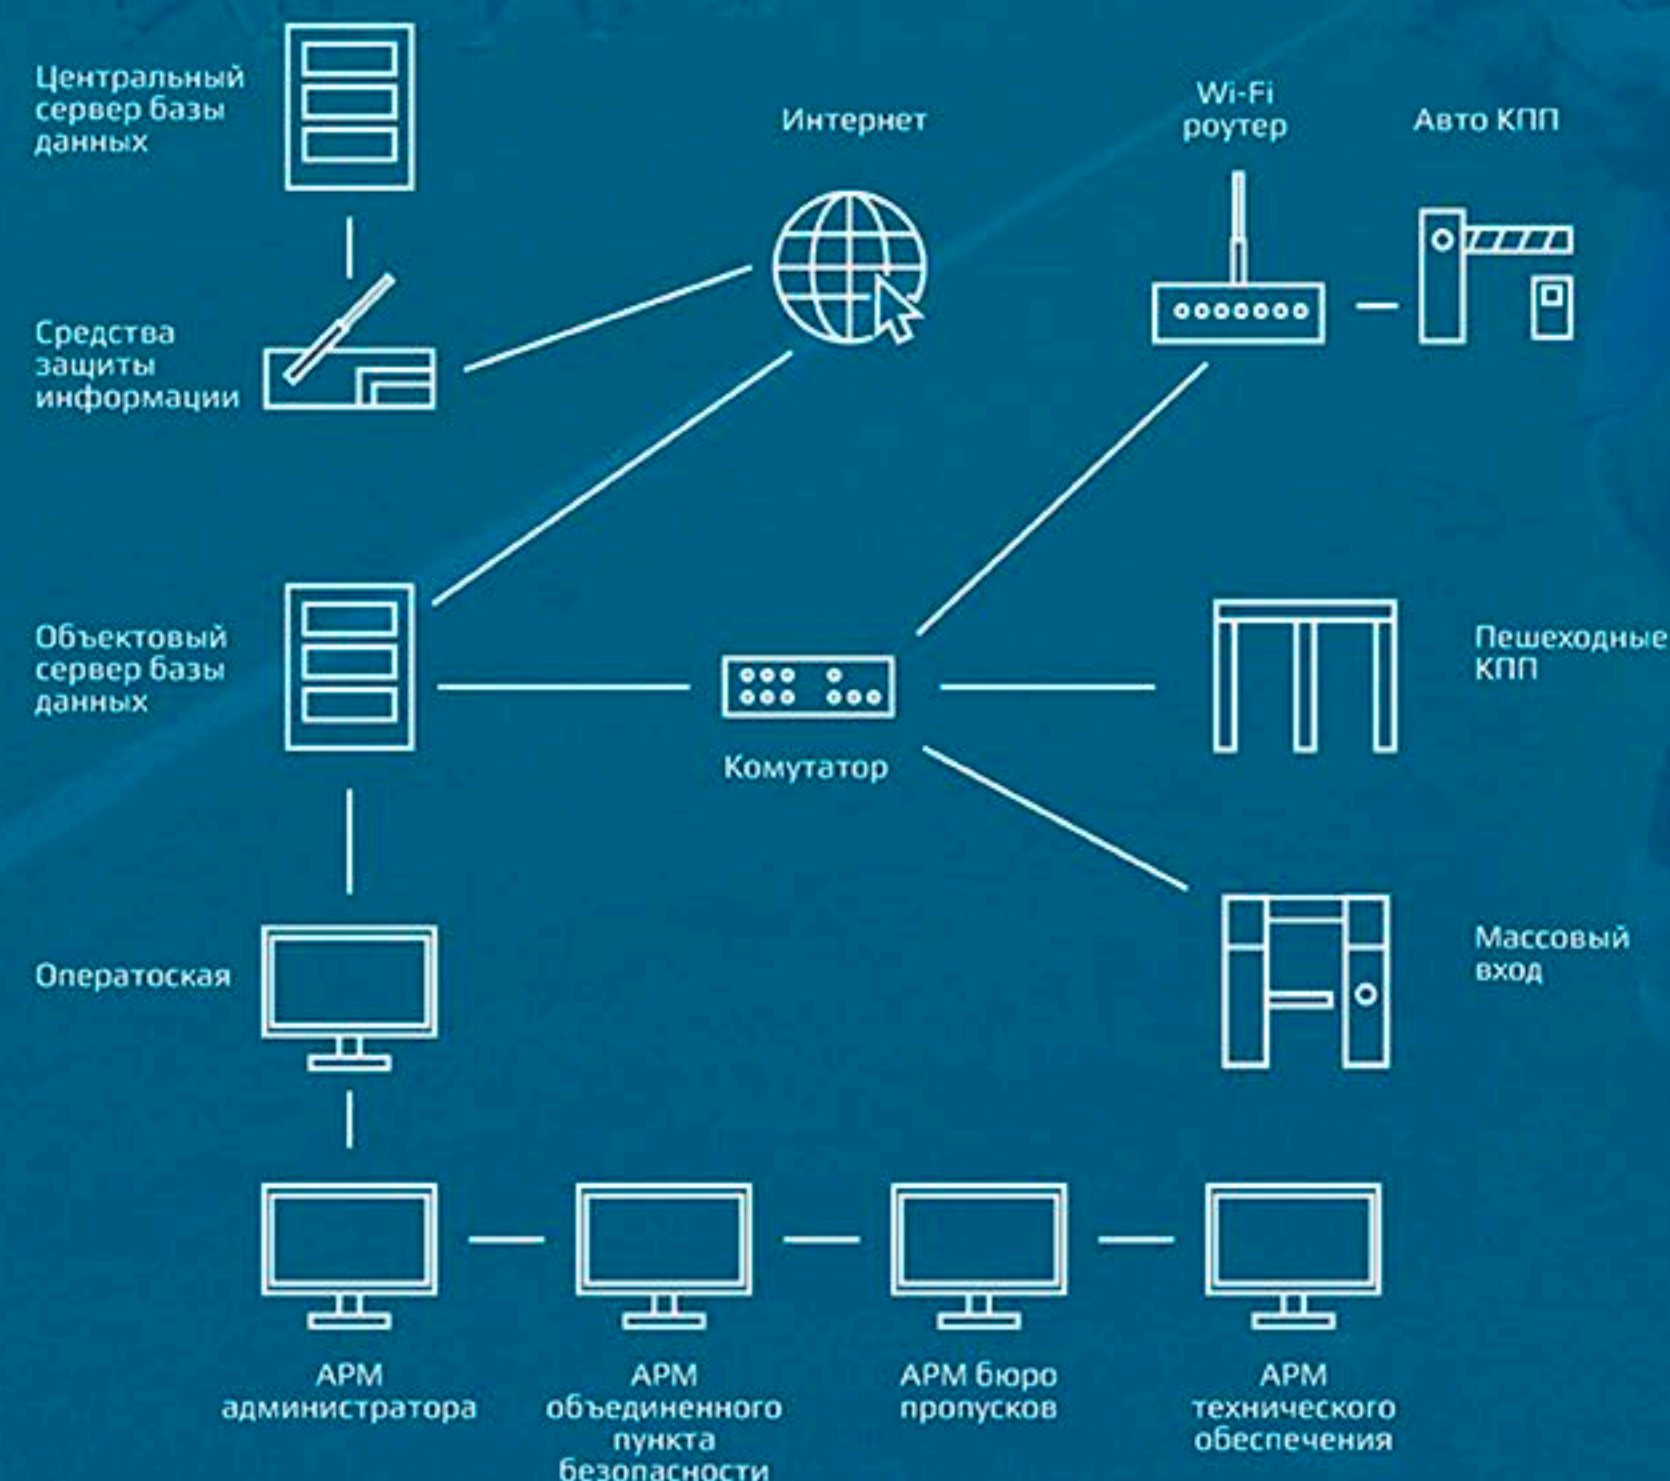 Центральный
сервер базы
данных
Интернет
Wi-Fi
роутер
Авто КПП
Средства
защиты
информации
Объектовый
сервер базы
данных
Комутатор
Пешеходные
КПП
Оператоская
Массовый
вход
АРМ
администратора
АРМ
объединенного
пункта
безопасности
АРМ бюро
пропусков
АРМ
технического
обеспечения